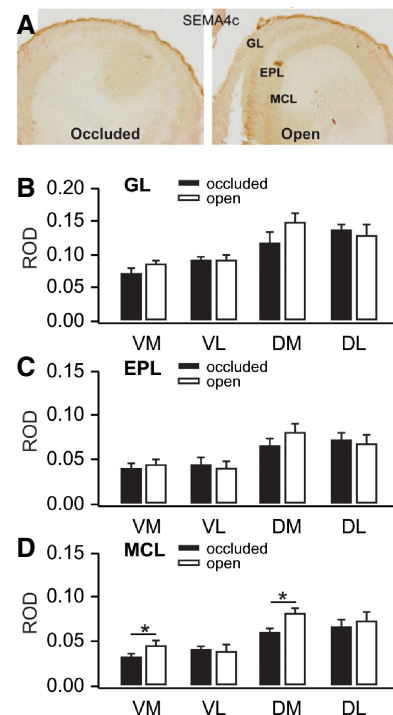 A
SEMA4c
GL
EPL
MCL
Occluded
Open
B
GL
occluded
open
ROD
0.20
0.15
0.10
0.05
0.00
VM VL DM DL
C
EPL
occluded
open
ROD
0.15
0.10
0.05
0.00
VM VL DM DL
D
MCL
occluded
open
ROD
0.15
0.10
0.05
0.00
* *
VM VL DM DL